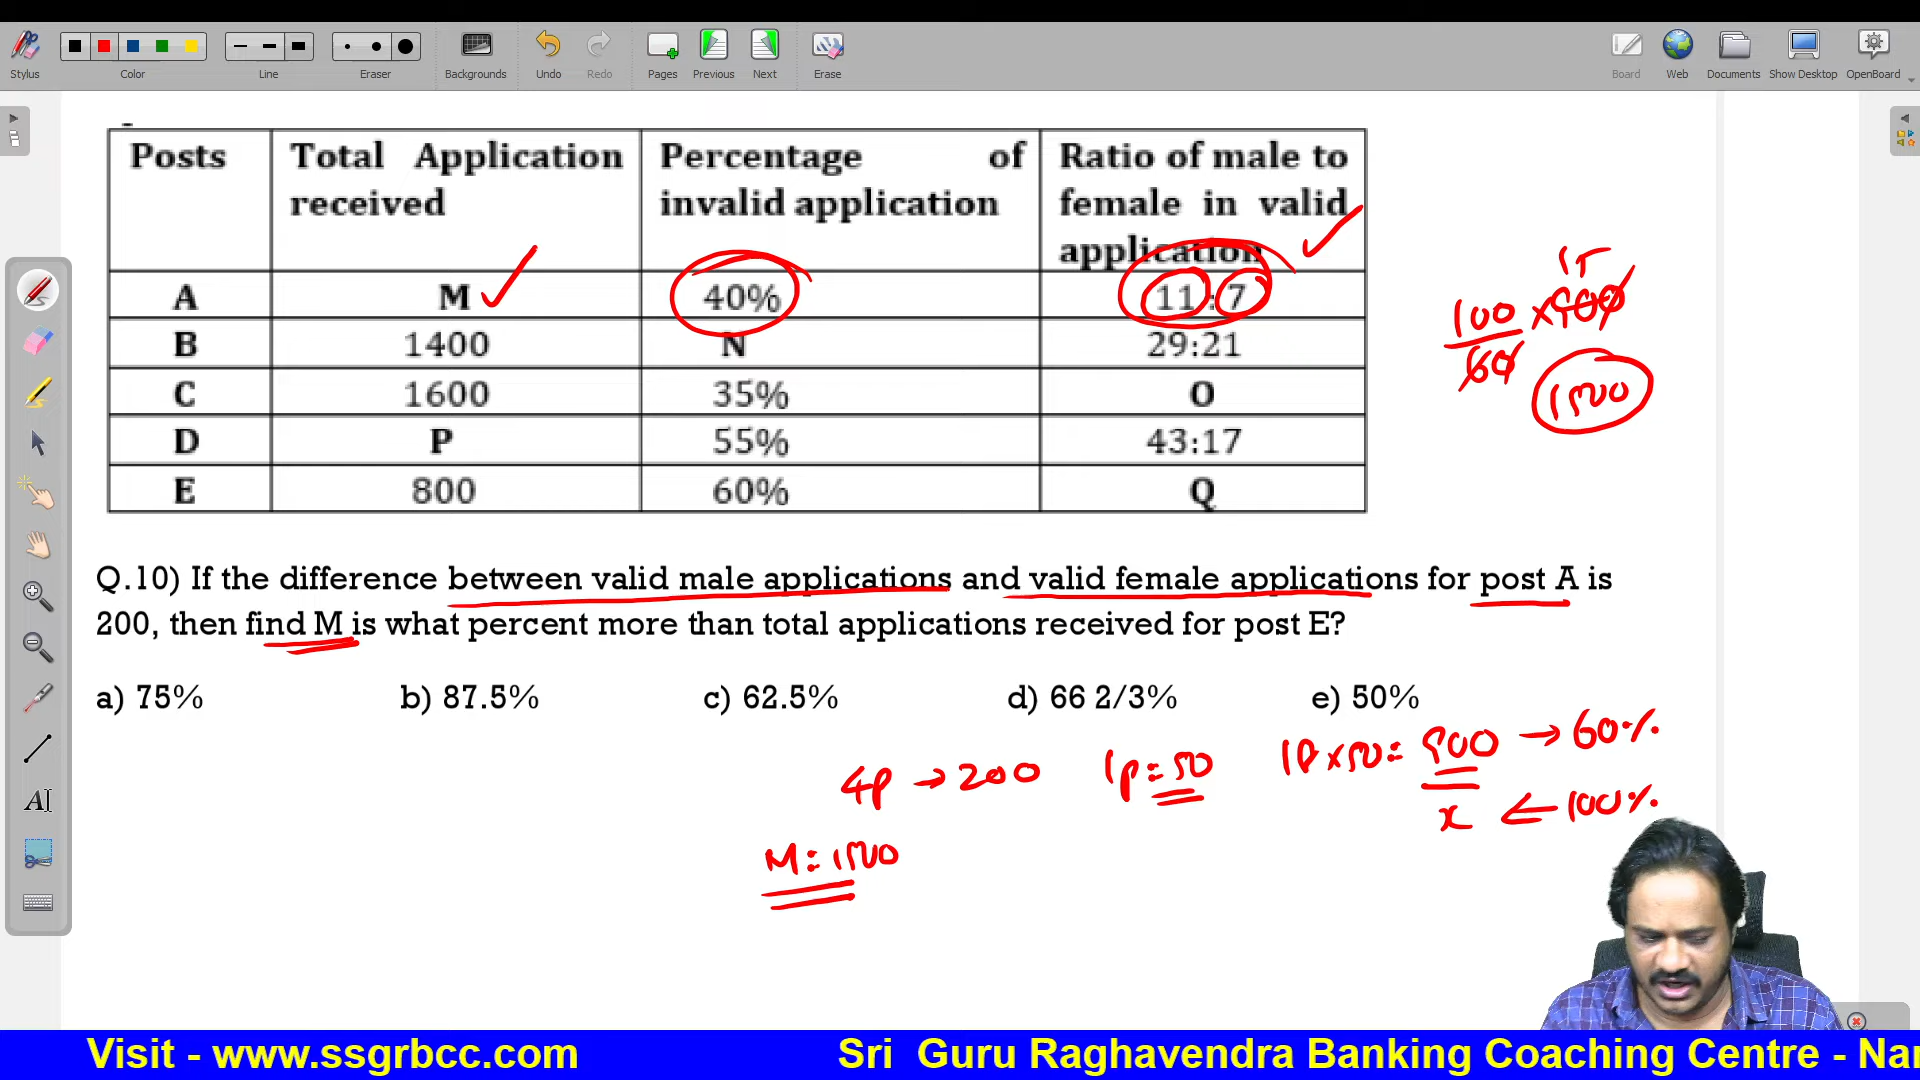 Stylus Color Line Eraser Backgrounds Undo Redo Pages Previous Next Erase Board Web Documents Show Desktop OpenBoard
Posts Total Application received Percentage of invalid application Ratio of male to female in valid application
A M 40% 11 : 7
B 1400 N 29:21
C 1600 35% O
D P 55% 43:17
E 800 60% Q
15
100/60 × 900
1500
Q.10) If the difference between valid male applications and valid female applications for post A is
200, then find M is what percent more than total applications received for post E?
a) 75% b) 87.5% c) 62.5% d) 66 2/3% e) 50%
4p → 200 1p = 50 18 × 50 = 900 → 60%
x ← 100%
M = 1500
Visit - www.ssgrbcc.com Sri Guru Raghavendra Banking Coaching Centre - Nan